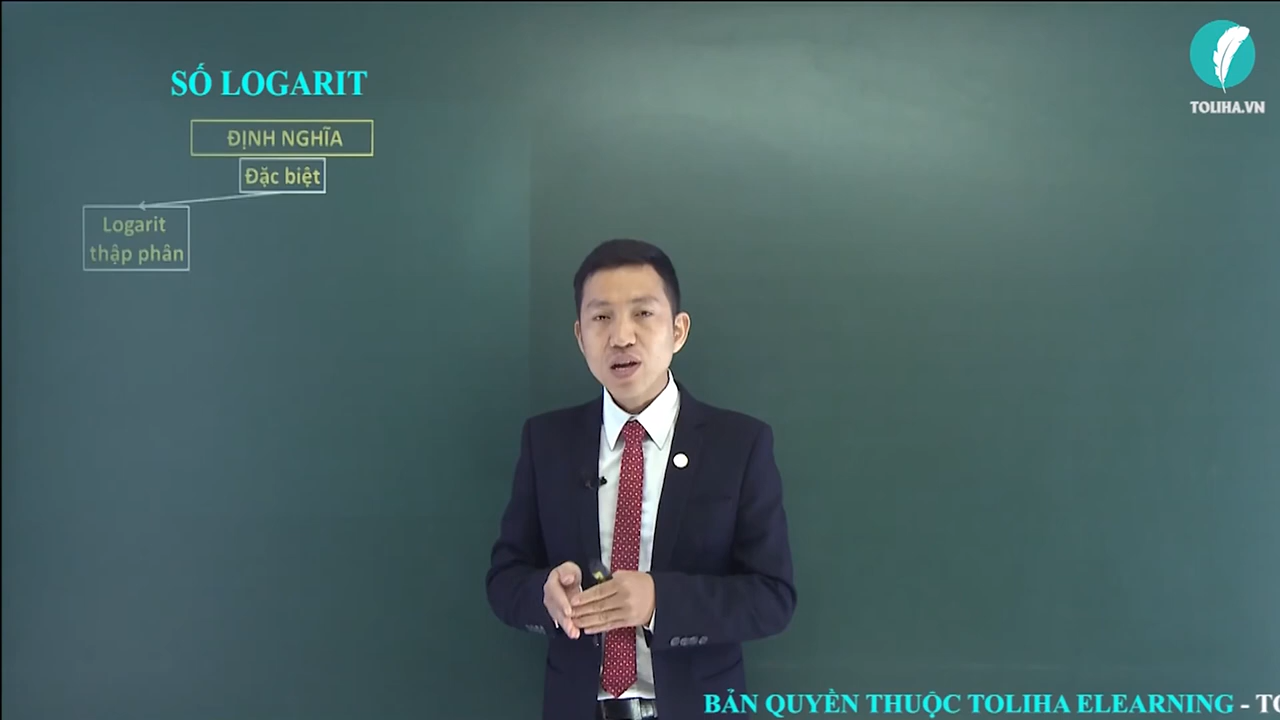 SỐ LOGARIT
ĐỊNH NGHĨA
Đặc biệt
Logarit
thập phân
TOLIHA.VN
BẢN QUYỀN THUỘC TOLIHA ELEARNING - TO